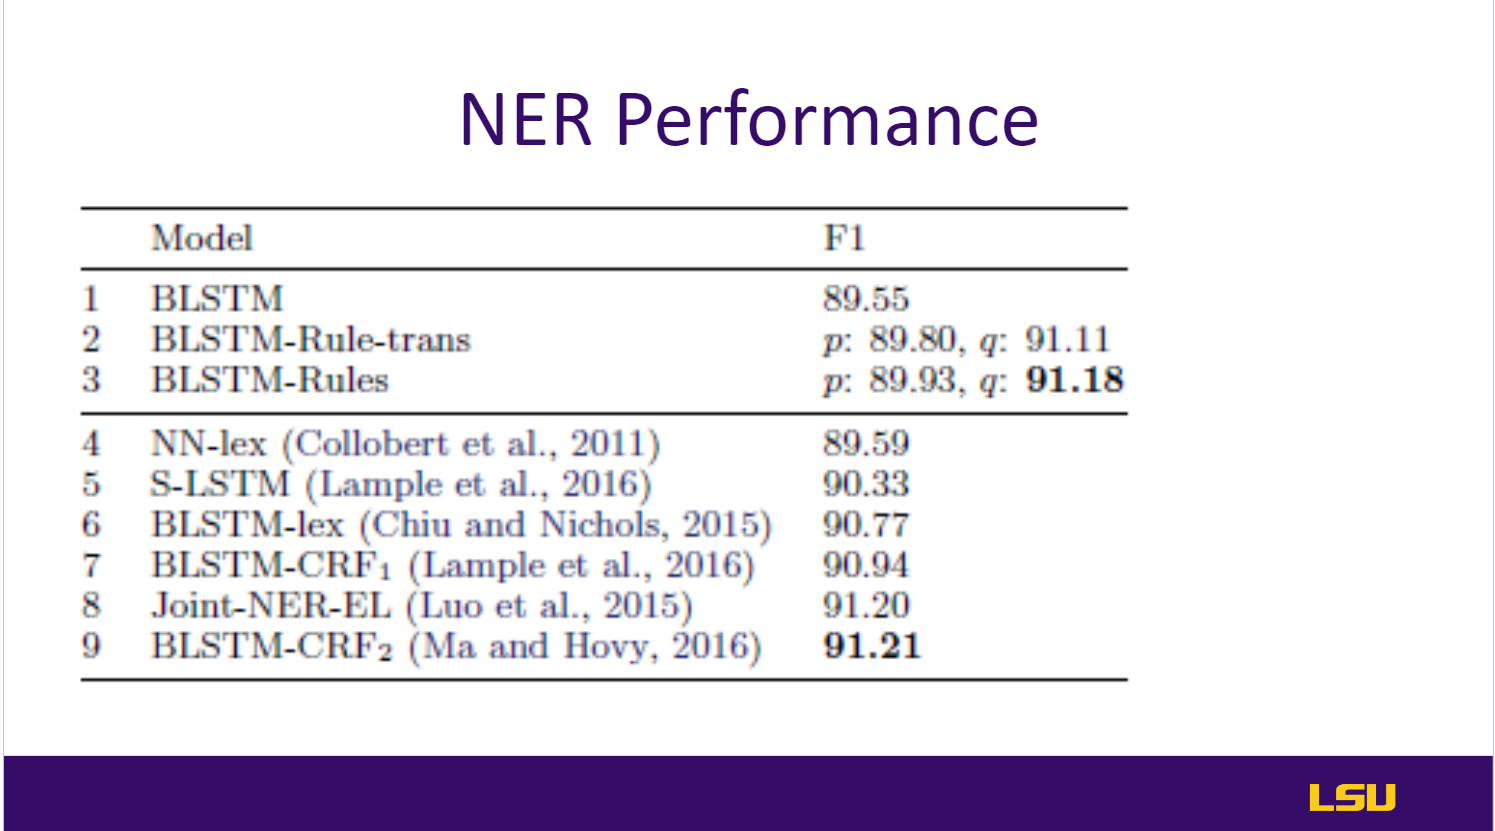 NER Performance
Model F1
1 BLSTM 89.55
2 BLSTM-Rule-trans p: 89.80, q: 91.11
3 BLSTM-Rules p: 89.93, q: 91.18
4 NN-lex (Collobert et al., 2011) 89.59
5 S-LSTM (Lample et al., 2016) 90.33
6 BLSTM-lex (Chiu and Nichols, 2015) 90.77
7 BLSTM-CRF₁ (Lample et al., 2016) 90.94
8 Joint-NER-EL (Luo et al., 2015) 91.20
9 BLSTM-CRF₂ (Ma and Hovy, 2016) 91.21
LSU